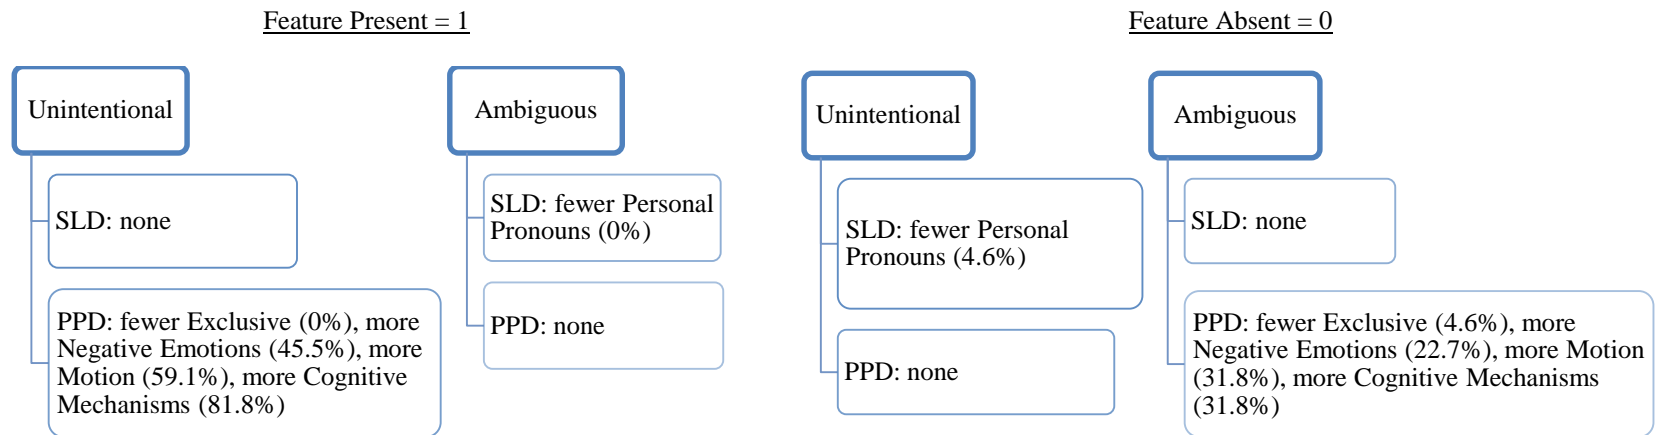 Feature Present = 1
Unintentional
SLD: none
PPD: fewer Exclusive (0%), more
Negative Emotions (45.5%), more
Motion (59.1%), more Cognitive
Mechanisms (81.8%)
Ambiguous
SLD: fewer Personal
Pronouns (0%)
PPD: none
Feature Absent = 0
Unintentional
SLD: fewer Personal
Pronouns (4.6%)
PPD: none
Ambiguous
SLD: none
PPD: fewer Exclusive (4.6%), more
Negative Emotions (22.7%), more Motion
(31.8%), more Cognitive Mechanisms
(31.8%)